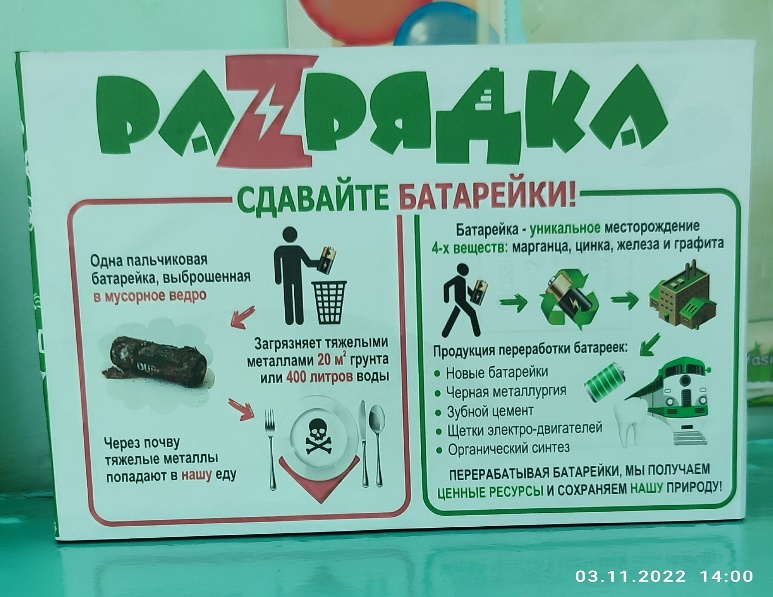 РАZРЯДКА
СДАВАЙТЕ БАТАРЕЙКИ!
Одна пальчиковая
батарейка, выброшенная
в мусорное ведро
Загрязняет тяжелыми
металлами 20 м² грунта
или 400 литров воды
Через почву
тяжелые металлы
попадают в нашу еду
Батарейка - уникальное месторождение
4-х веществ: марганца, цинка, железа и графита
Продукция переработки батареек:
• Новые батарейки
• Черная металлургия
• Зубной цемент
• Щетки электро-двигателей
• Органический синтез
ПЕРЕРАБАТЫВАЯ БАТАРЕЙКИ, МЫ ПОЛУЧАЕМ
ЦЕННЫЕ РЕСУРСЫ И СОХРАНЯЕМ НАШУ ПРИРОДУ!
03.11.2022 14:00